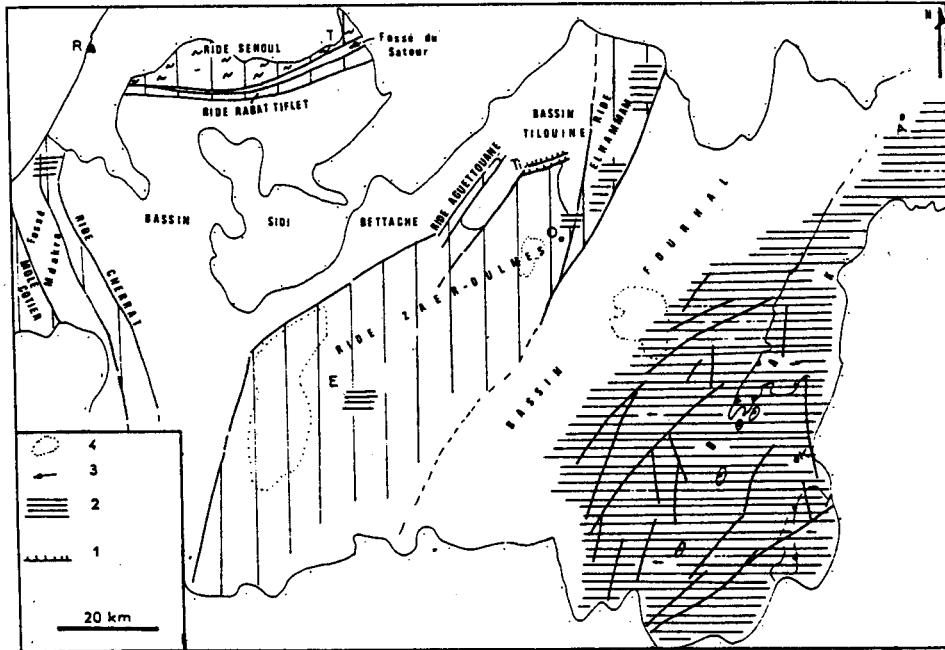 N
R
RIDE SEHOUL
T
Fossé du
Satour
RIDE RABAT TIFLET
BASSIN
TILOUINE
RIDE
ELHAMMAM
RIDE AGUETTOUANE
Ti
BASSIN
SIDI
BETTACHE
Fossé
Mdakra
RIDE
CHERRAT
MOLE
COTIER
O
RIDE ZAER-OULMES
E
BASSIN
FOURHAL
K
4
3
2
1
20 km